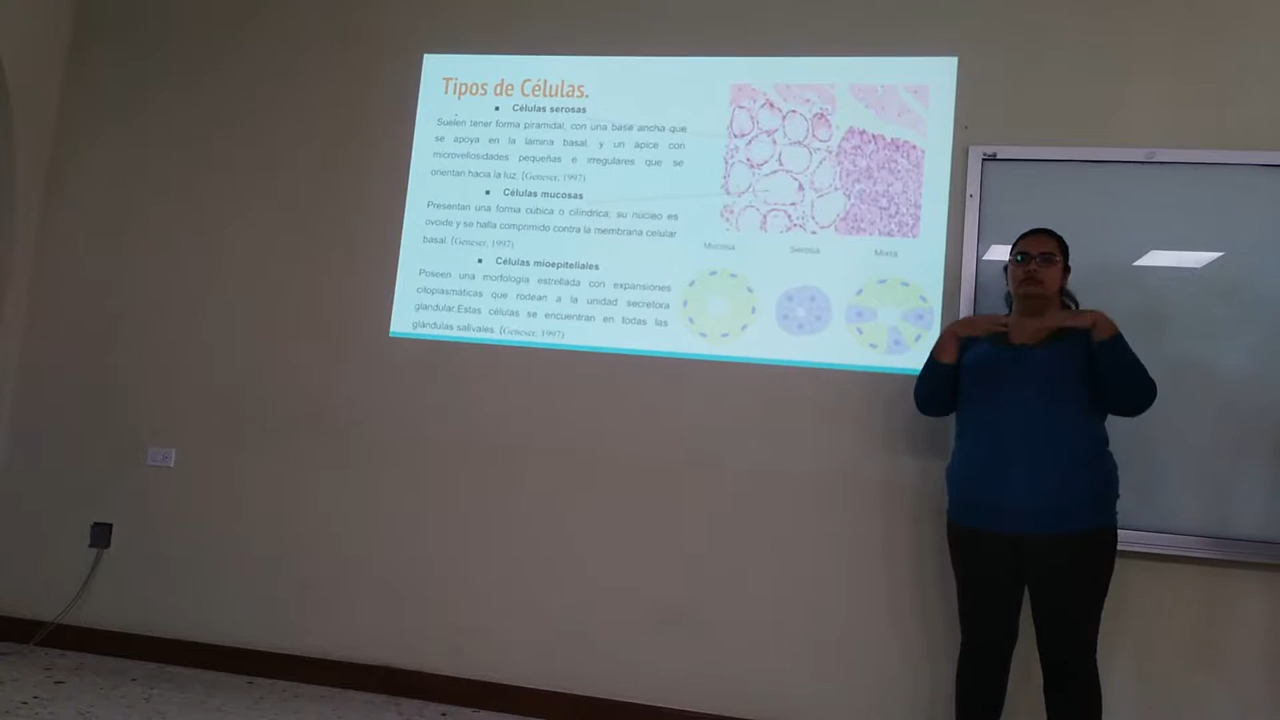 Tipos de Células.
▪ Células serosas
Suelen tener forma piramidal, con una base ancha que
se apoya en la lámina basal, y un ápice con
microvellosidades pequeñas e irregulares que se
orientan hacia la luz. (Geneser, 1997)
▪ Células mucosas
Presentan una forma cúbica o cilíndrica; su núcleo es
ovoide y se halla comprimido contra la membrana celular
basal. (Geneser, 1997)
▪ Células mioepiteliales
Poseen una morfología estrellada con expansiones
citoplasmáticas que rodean a la unidad secretora
glandular.Estas células se encuentran en todas las
glándulas salivales. (Geneser, 1997)
Mucosa Serosa Mixta